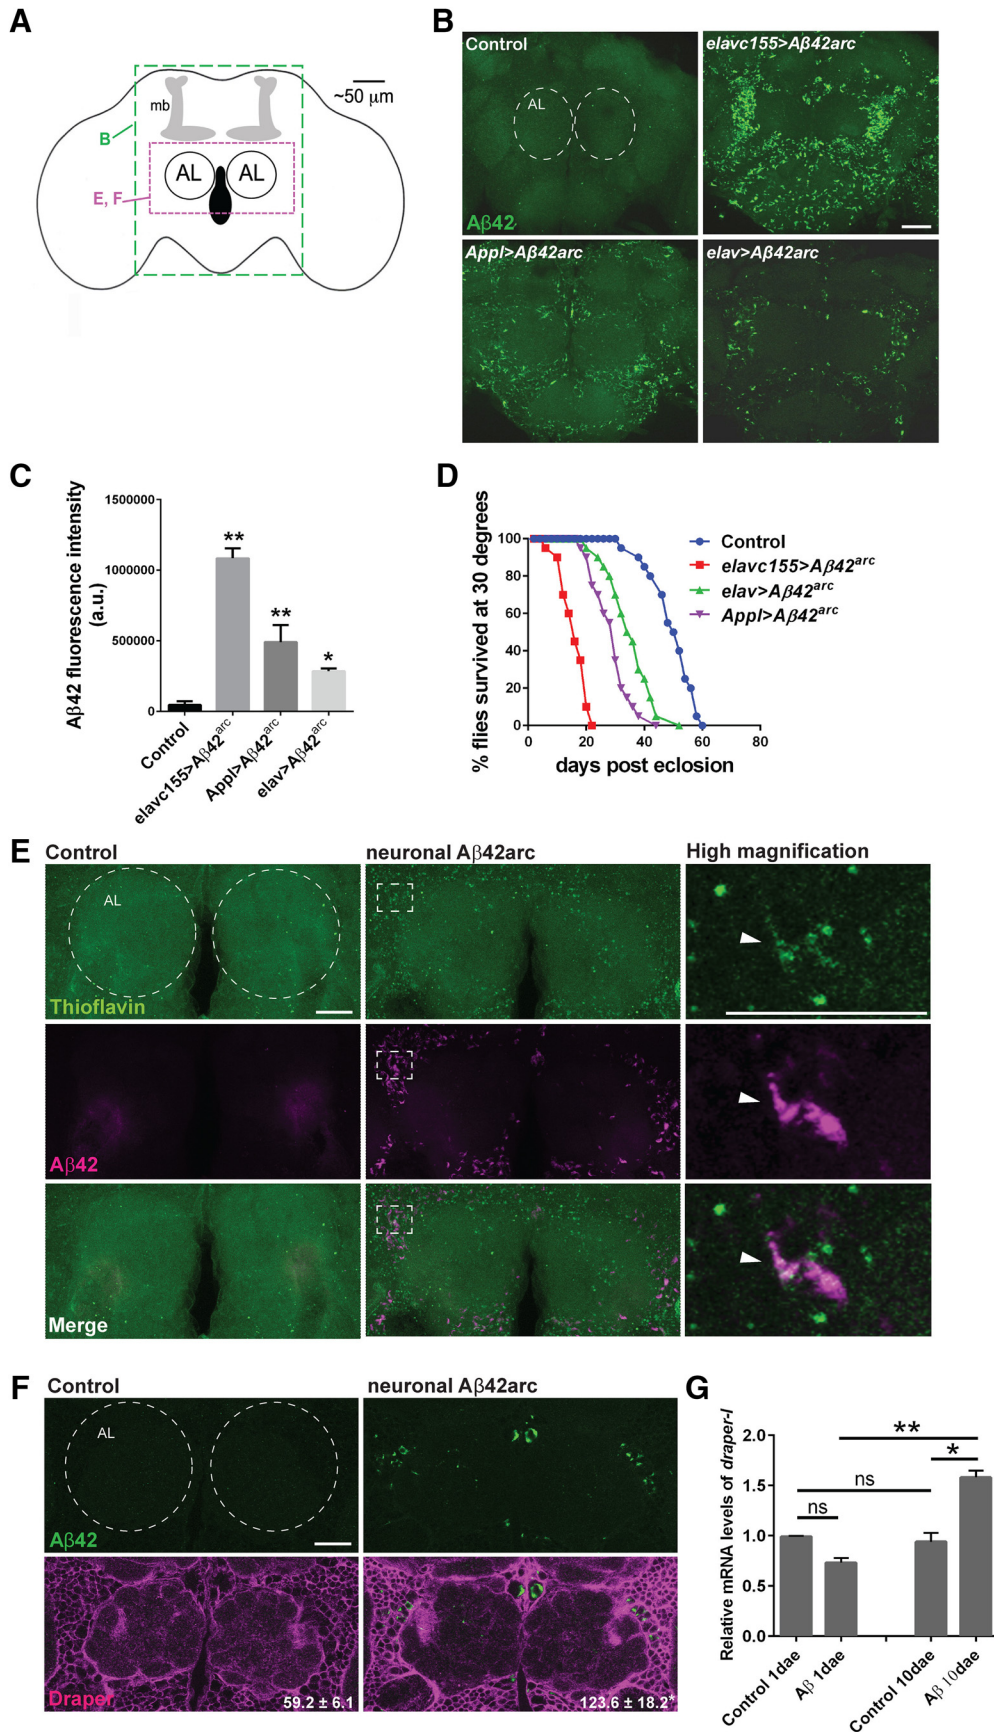 A
mb
~50 µm
B
AL
AL
E, F
B
Control
AL
Aβ42
elavc155>Aβ42arc
Appl>Aβ42arc
elav>Aβ42arc
C
Aβ42 fluorescence intensity
(a.u.)
1500000
1000000
500000
0
**
**
*
Control
elavc155>Aβ42arc
Appl>Aβ42arc
elav>Aβ42arc
D
% flies survived at 30 degrees
100
80
60
40
20
0
0
20
40
60
80
days post eclosion
Control
elavc155>Aβ42arc
elav>Aβ42arc
Appl>Aβ42arc
E
Control
neuronal Aβ42arc
High magnification
AL
Thioflavin
Aβ42
Merge
F
Control
neuronal Aβ42arc
AL
Aβ42
Draper
59.2 ± 6.1
123.6 ± 18.2*
G
Relative mRNA levels of draper-I
2.0
1.5
1.0
0.5
0.0
**
*
ns
ns
Control 1dae
Aβ 1dae
Control 10dae
Aβ 10dae